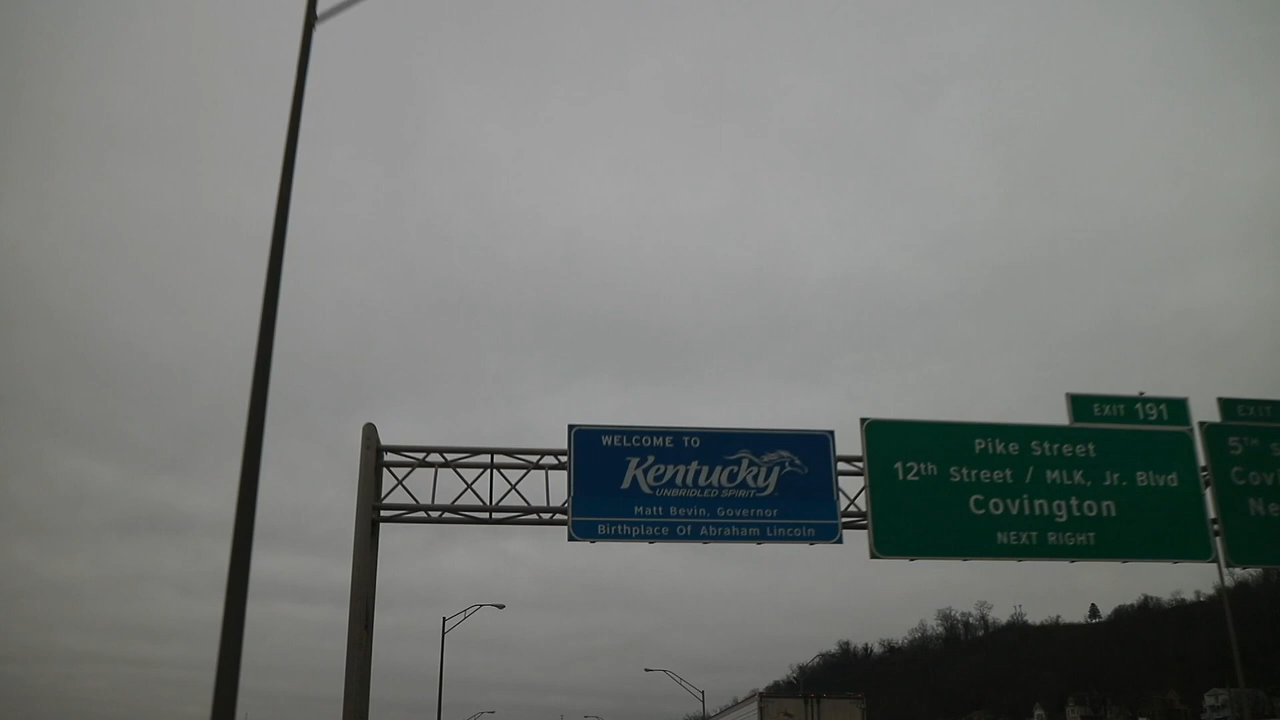 WELCOME TO
Kentucky
UNBRIDLED SPIRIT
Matt Bevin, Governor
Birthplace Of Abraham Lincoln
EXIT 191
Pike Street
12th Street / MLK, Jr. Blvd
Covington
NEXT RIGHT
EXIT
5TH